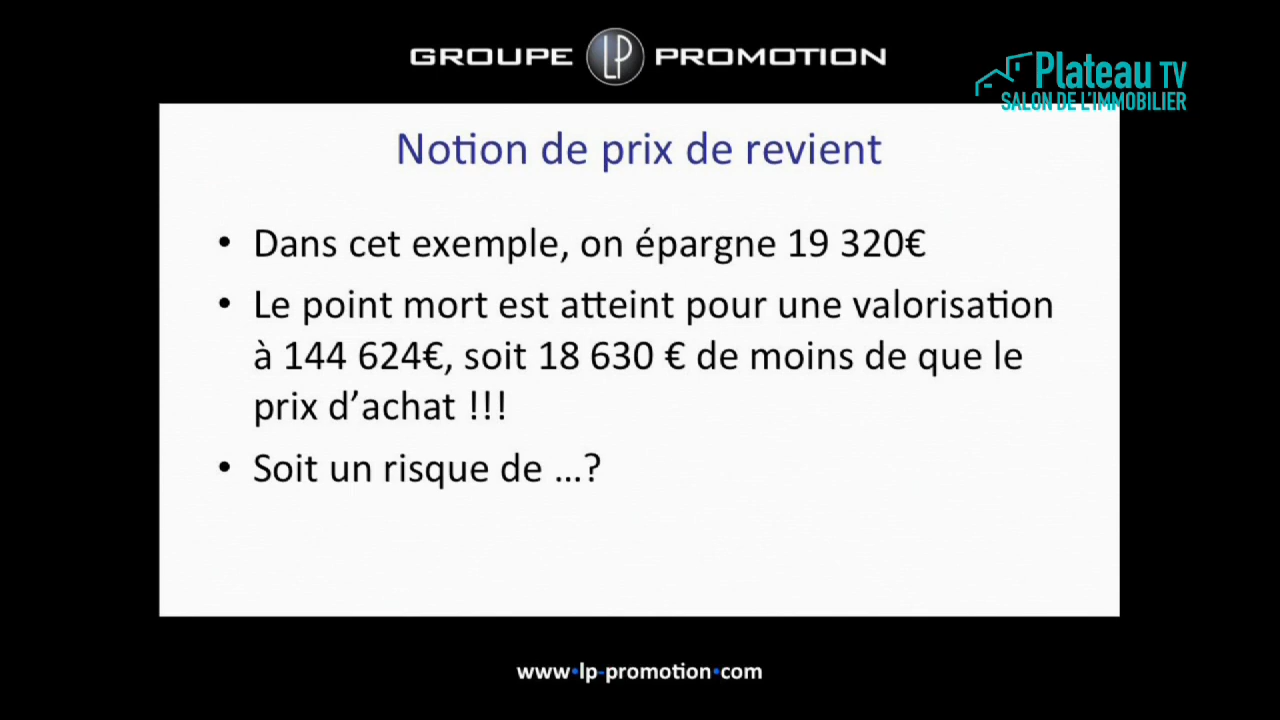 GROUPE LP PROMOTION
Plateau TV
SALON DE L'IMMOBILIER
Notion de prix de revient
• Dans cet exemple, on épargne 19 320€
• Le point mort est atteint pour une valorisation
à 144 624€, soit 18 630 € de moins de que le
prix d’achat !!!
• Soit un risque de …?
www·lp-promotion·com